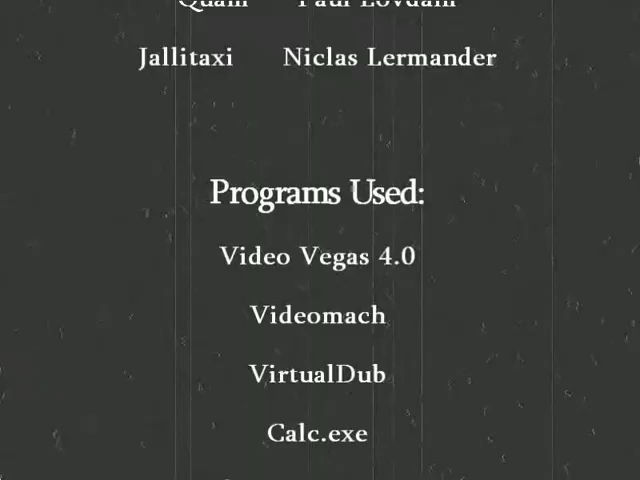 Jallitaxi Niclas Lermander
Programs Used:
Video Vegas 4.0
Videomach
VirtualDub
Calc.exe